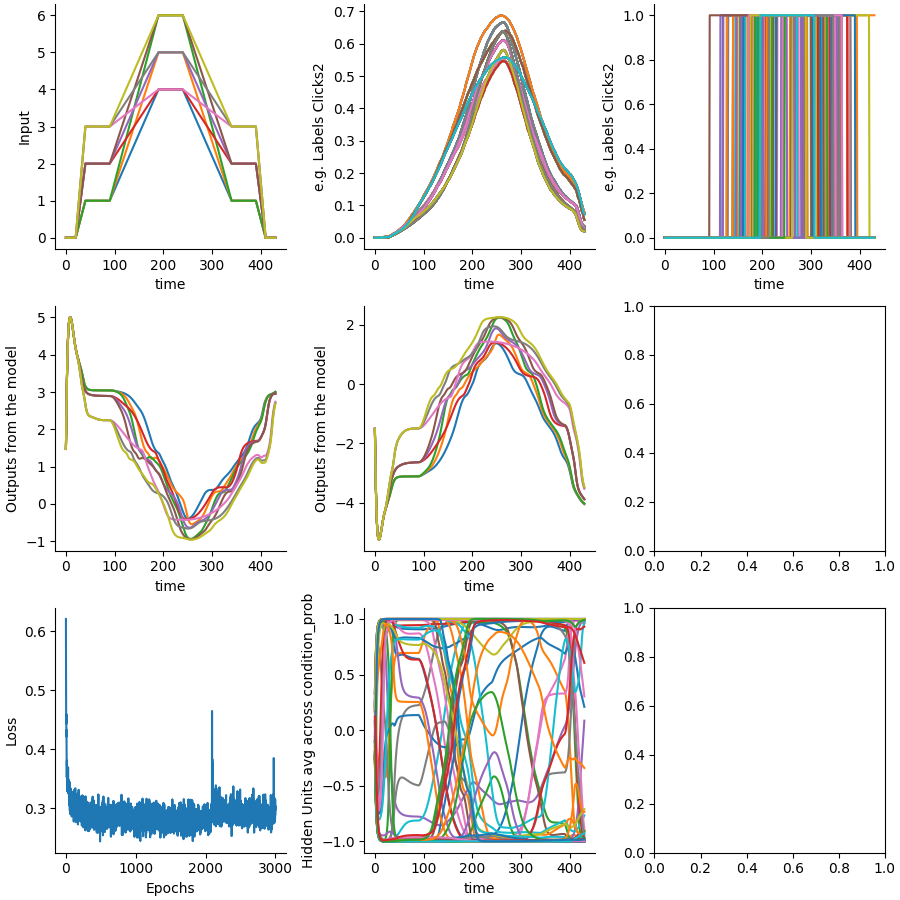 6
5
4
3
2
1
0
Input
0 100 200 300 400
time
0.7
0.6
0.5
0.4
0.3
0.2
0.1
0.0
e.g. Labels Clicks2
0 100 200 300 400
time
1.0
0.8
0.6
0.4
0.2
0.0
e.g. Labels Clicks2
0 100 200 300 400
time
5
4
3
2
1
0
−1
Outputs from the model
0 100 200 300 400
time
2
0
−2
−4
Outputs from the model
0 100 200 300 400
time
1.0
0.8
0.6
0.4
0.2
0.0
0.0 0.2 0.4 0.6 0.8 1.0
0.6
0.5
0.4
0.3
Loss
0 1000 2000 3000
Epochs
1.0
0.5
0.0
−0.5
−1.0
Hidden Units avg across condition_prob
0 100 200 300 400
time
1.0
0.8
0.6
0.4
0.2
0.0
0.0 0.2 0.4 0.6 0.8 1.0